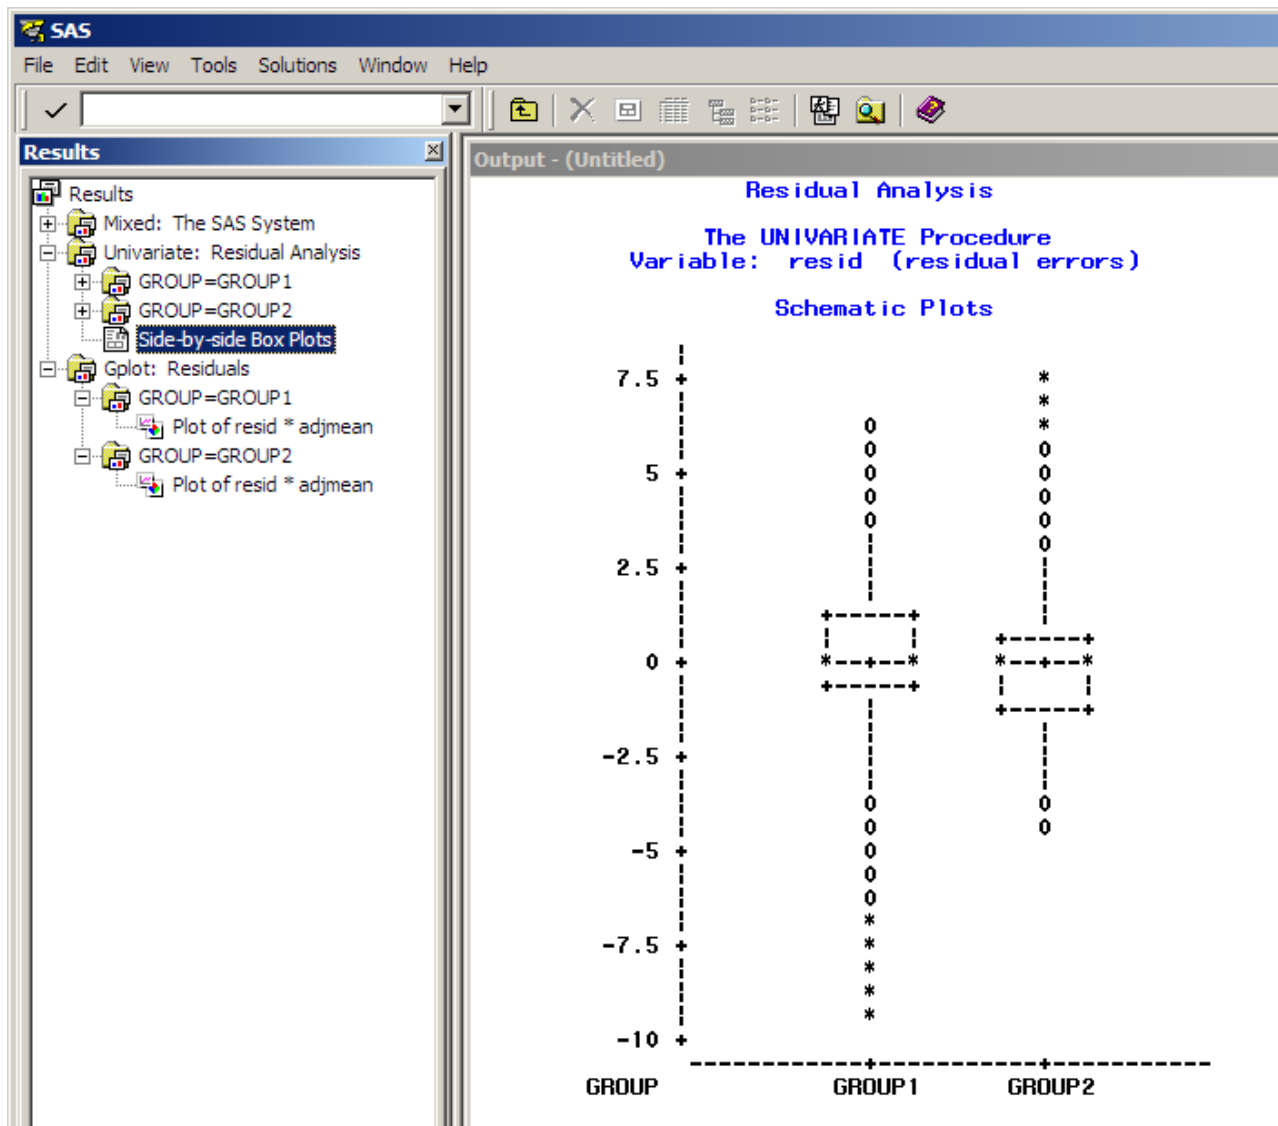 SAS
File Edit View Tools Solutions Window Help
Results
Results
Mixed: The SAS System
Univariate: Residual Analysis
GROUP=GROUP1
GROUP=GROUP2
Side-by-side Box Plots
Gplot: Residuals
GROUP=GROUP1
Plot of resid * adjmean
GROUP=GROUP2
Plot of resid * adjmean
Output - (Untitled)
Residual Analysis
The UNIVARIATE Procedure
Variable: resid (residual errors)
Schematic Plots
7.5
5
2.5
0
-2.5
-5
-7.5
-10
GROUP GROUP1 GROUP2